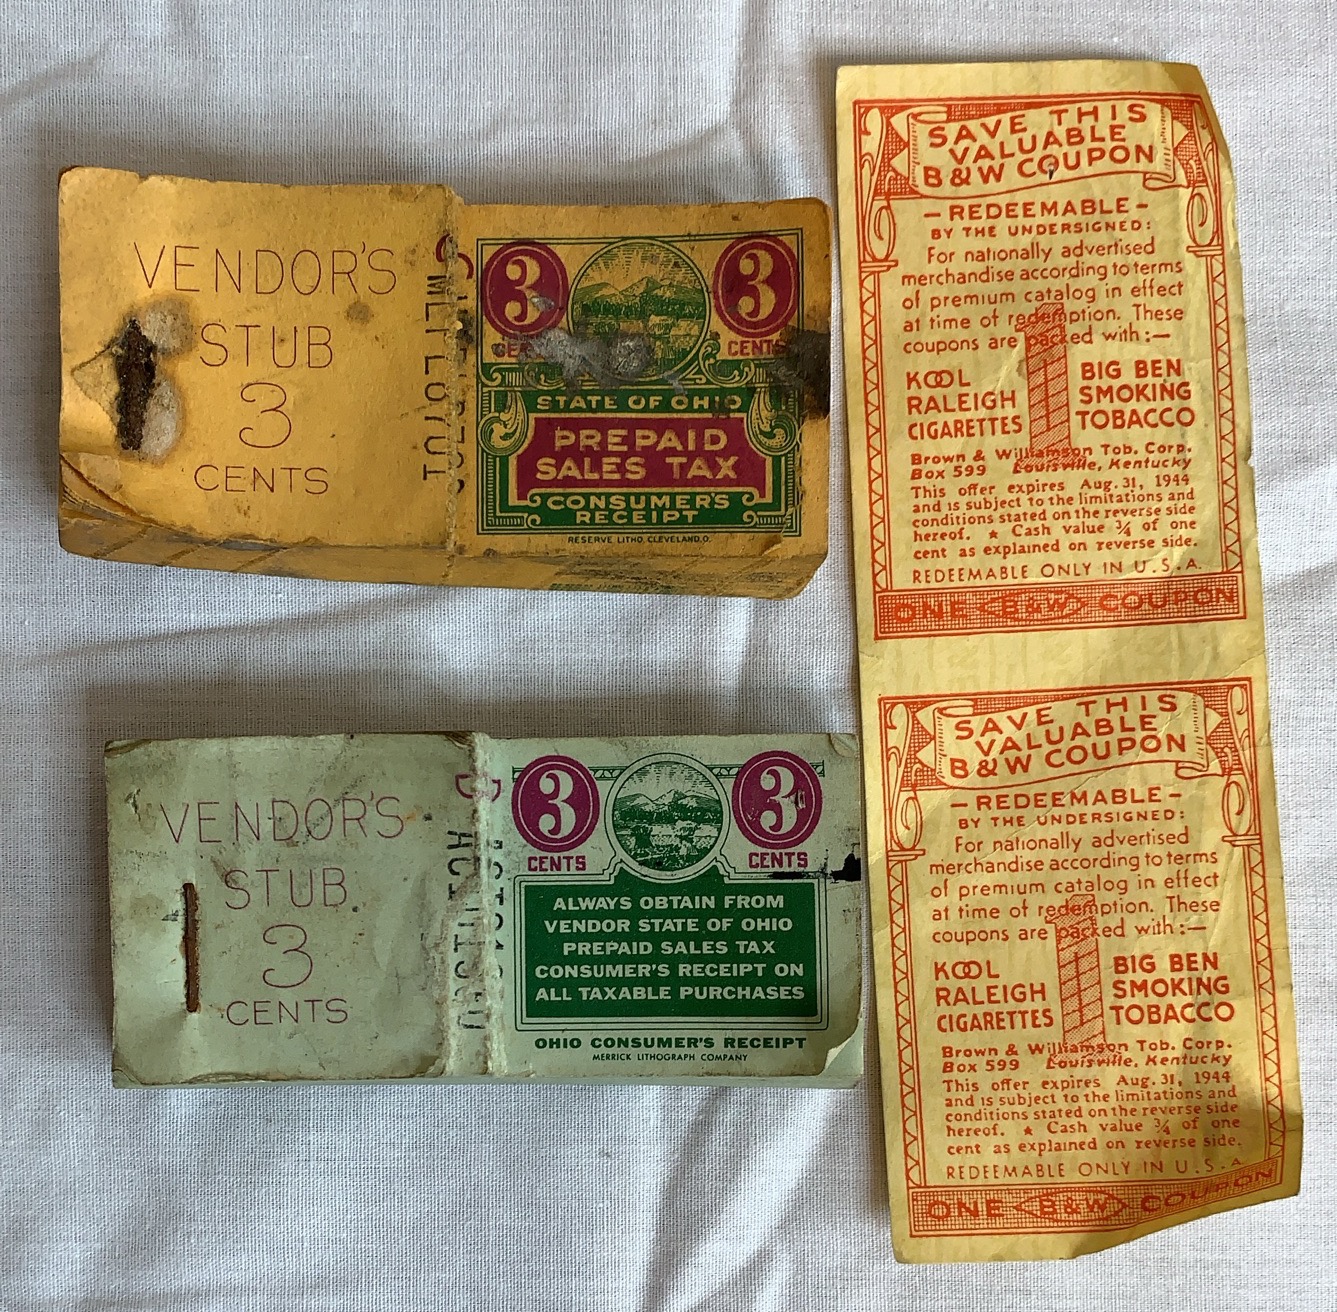 VENDOR'S
STUB
3
CENTS
3
3
CENTS
STATE OF OHIO
PREPAID
SALES TAX
CONSUMER'S
RECEIPT
RESERVE LITHO. CLEVELAND.O.
VENDOR'S
STUB
3
CENTS
3
3
CENTS
CENTS
ALWAYS OBTAIN FROM
VENDOR STATE OF OHIO
PREPAID SALES TAX
CONSUMER'S RECEIPT ON
ALL TAXABLE PURCHASES
OHIO CONSUMER'S RECEIPT
MERRICK LITHOGRAPH COMPANY
SAVE THIS
VALUABLE
B&W COUPON
-REDEEMABLE-
BY THE UNDERSIGNED:
For nationally advertised
merchandise according to terms
of premium catalog in effect
at time of redemption. These
coupons are packed with:—
KOOL
RALEIGH
CIGARETTES
BIG BEN
SMOKING
TOBACCO
1
Brown & Williamson Tob. Corp.
Box 599 Louisville, Kentucky
This offer expires Aug. 31, 1944
and is subject to the limitations and
conditions stated on the reverse side
hereof. ★ Cash value ¾ of one
cent as explained on reverse side.
REDEEMABLE ONLY IN U.S.A.
ONE B&W COUPON
SAVE THIS
VALUABLE
B&W COUPON
-REDEEMABLE-
BY THE UNDERSIGNED:
For nationally advertised
merchandise according to terms
of premium catalog in effect
at time of redemption. These
coupons are packed with:—
KOOL
RALEIGH
CIGARETTES
BIG BEN
SMOKING
TOBACCO
1
Brown & Williamson Tob. Corp.
Box 599 Louisville, Kentucky
This offer expires Aug. 31, 1944
and is subject to the limitations and
conditions stated on the reverse side
hereof. ★ Cash value ¾ of one
cent as explained on reverse side.
REDEEMABLE ONLY IN U.S.A.
ONE B&W COUPON